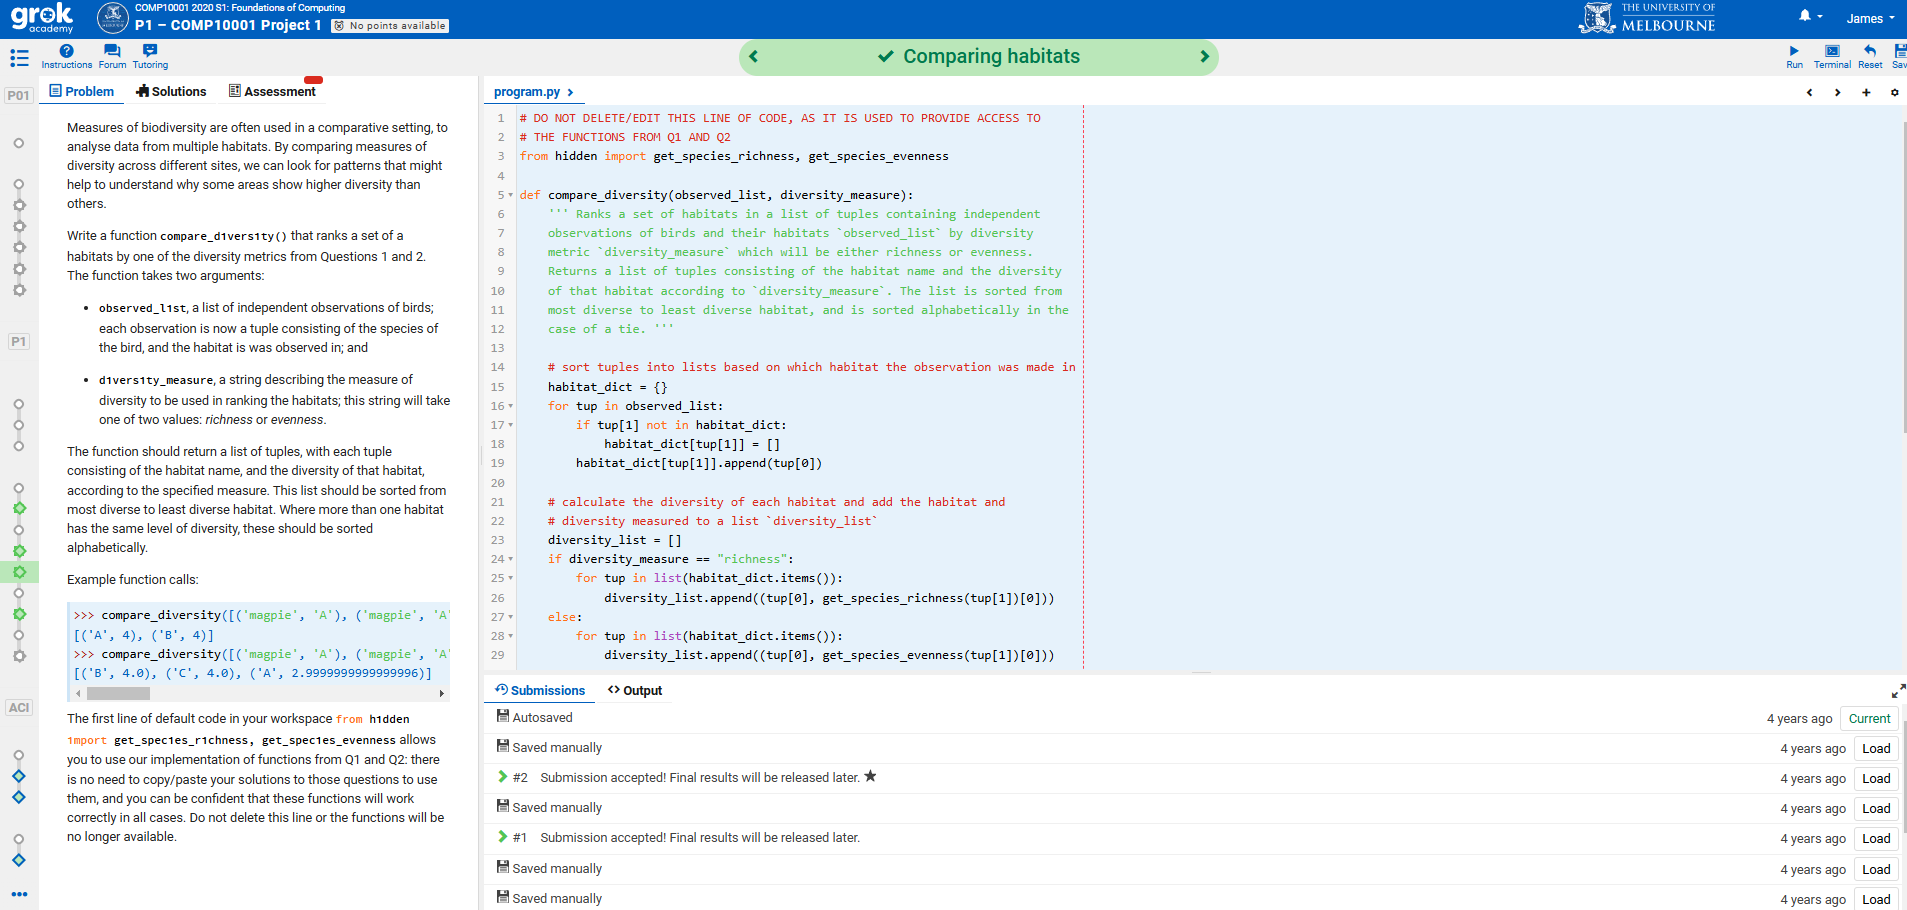 grok
academy
COMP10001 2020 S1: Foundations of Computing
P1 – COMP10001 Project 1
No points available
THE UNIVERSITY OF
MELBOURNE
James
Instructions
Forum
Tutoring
Comparing habitats
Run
Terminal
Reset
Sav
P01
P1
ACI
Problem
Solutions
Assessment
Measures of biodiversity are often used in a comparative setting, to
analyse data from multiple habitats. By comparing measures of
diversity across different sites, we can look for patterns that might
help to understand why some areas show higher diversity than
others.
Write a function compare_diversity() that ranks a set of a
habitats by one of the diversity metrics from Questions 1 and 2.
The function takes two arguments:
• observed_list, a list of independent observations of birds;
each observation is now a tuple consisting of the species of
the bird, and the habitat is was observed in; and
• diversity_measure, a string describing the measure of
diversity to be used in ranking the habitats; this string will take
one of two values: richness or evenness.
The function should return a list of tuples, with each tuple
consisting of the habitat name, and the diversity of that habitat,
according to the specified measure. This list should be sorted from
most diverse to least diverse habitat. Where more than one habitat
has the same level of diversity, these should be sorted
alphabetically.
Example function calls:
>>> compare_diversity([('magpie', 'A'), ('magpie', 'A'
[('A', 4), ('B', 4)]
>>> compare_diversity([('magpie', 'A'), ('magpie', 'A'
[('B', 4.0), ('C', 4.0), ('A', 2.9999999999999996)]
The first line of default code in your workspace from hidden
import get_species_richness, get_species_evenness allows
you to use our implementation of functions from Q1 and Q2: there
is no need to copy/paste your solutions to those questions to use
them, and you can be confident that these functions will work
correctly in all cases. Do not delete this line or the functions will be
no longer available.
program.py
1 # DO NOT DELETE/EDIT THIS LINE OF CODE, AS IT IS USED TO PROVIDE ACCESS TO
2 # THE FUNCTIONS FROM Q1 AND Q2
3 from hidden import get_species_richness, get_species_evenness
4
5 def compare_diversity(observed_list, diversity_measure):
6 ''' Ranks a set of habitats in a list of tuples containing independent
7 observations of birds and their habitats `observed_list` by diversity
8 metric `diversity_measure` which will be either richness or evenness.
9 Returns a list of tuples consisting of the habitat name and the diversity
10 of that habitat according to `diversity_measure`. The list is sorted from
11 most diverse to least diverse habitat, and is sorted alphabetically in the
12 case of a tie. '''
13
14 # sort tuples into lists based on which habitat the observation was made in
15 habitat_dict = {}
16 for tup in observed_list:
17 if tup[1] not in habitat_dict:
18 habitat_dict[tup[1]] = []
19 habitat_dict[tup[1]].append(tup[0])
20
21 # calculate the diversity of each habitat and add the habitat and
22 # diversity measured to a list `diversity_list`
23 diversity_list = []
24 if diversity_measure == "richness":
25 for tup in list(habitat_dict.items()):
26 diversity_list.append((tup[0], get_species_richness(tup[1])[0]))
27 else:
28 for tup in list(habitat_dict.items()):
29 diversity_list.append((tup[0], get_species_evenness(tup[1])[0]))
Submissions
Output
Autosaved 4 years ago Current
Saved manually 4 years ago Load
#2 Submission accepted! Final results will be released later. ★ 4 years ago Load
Saved manually 4 years ago Load
#1 Submission accepted! Final results will be released later. 4 years ago Load
Saved manually 4 years ago Load
Saved manually 4 years ago Load